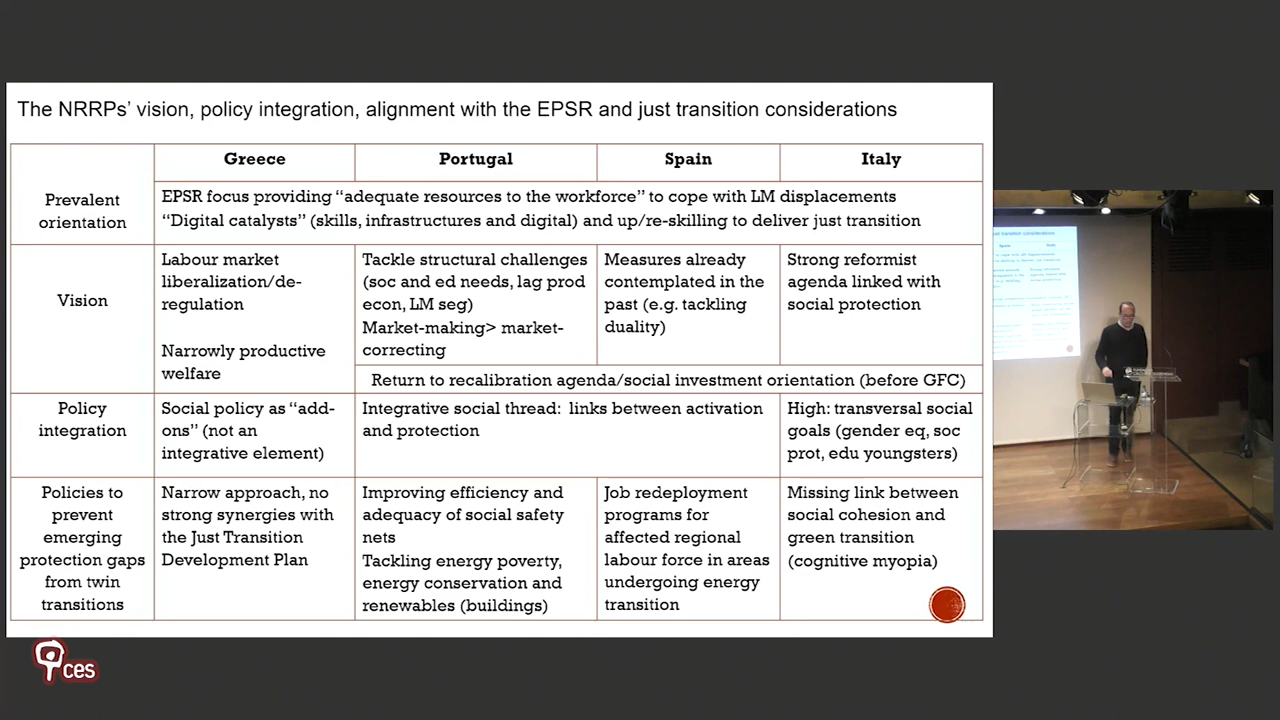 The NRRPs' vision, policy integration, alignment with the EPSR and just transition considerations
Greece
Portugal
Spain
Italy
Prevalent
orientation
EPSR focus providing “adequate resources to the workforce” to cope with LM displacements
“Digital catalysts” (skills, infrastructures and digital) and up/re-skilling to deliver just transition
Vision
Labour market
liberalization/de-
regulation
Narrowly productive
welfare
Tackle structural challenges
(soc and ed needs, lag prod
econ, LM seg)
Market-making> market-
correcting
Measures already
contemplated in the
past (e.g. tackling
duality)
Strong reformist
agenda linked with
social protection
Return to recalibration agenda/social investment orientation (before GFC)
Policy
integration
Social policy as “add-
ons” (not an
integrative element)
Integrative social thread: links between activation
and protection
High: transversal social
goals (gender eq, soc
prot, edu youngsters)
Policies to
prevent
emerging
protection gaps
from twin
transitions
Narrow approach, no
strong synergies with
the Just Transition
Development Plan
Improving efficiency and
adequacy of social safety
nets
Tackling energy poverty,
energy conservation and
renewables (buildings)
Job redeployment
programs for
affected regional
labour force in areas
undergoing energy
transition
Missing link between
social cohesion and
green transition
(cognitive myopia)
ces